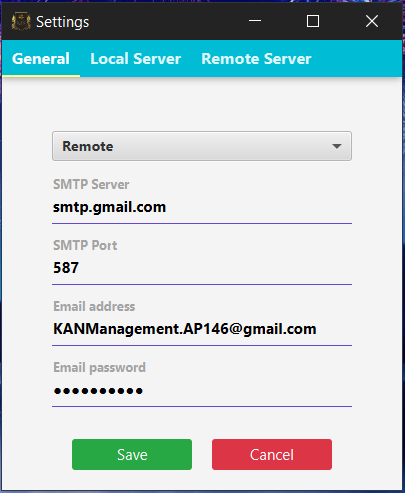 Settings
General Local Server Remote Server
Remote
SMTP Server
smtp.gmail.com
SMTP Port
587
Email address
KANManagement.AP146@gmail.com
Email password
●●●●●●●●●●
Save Cancel